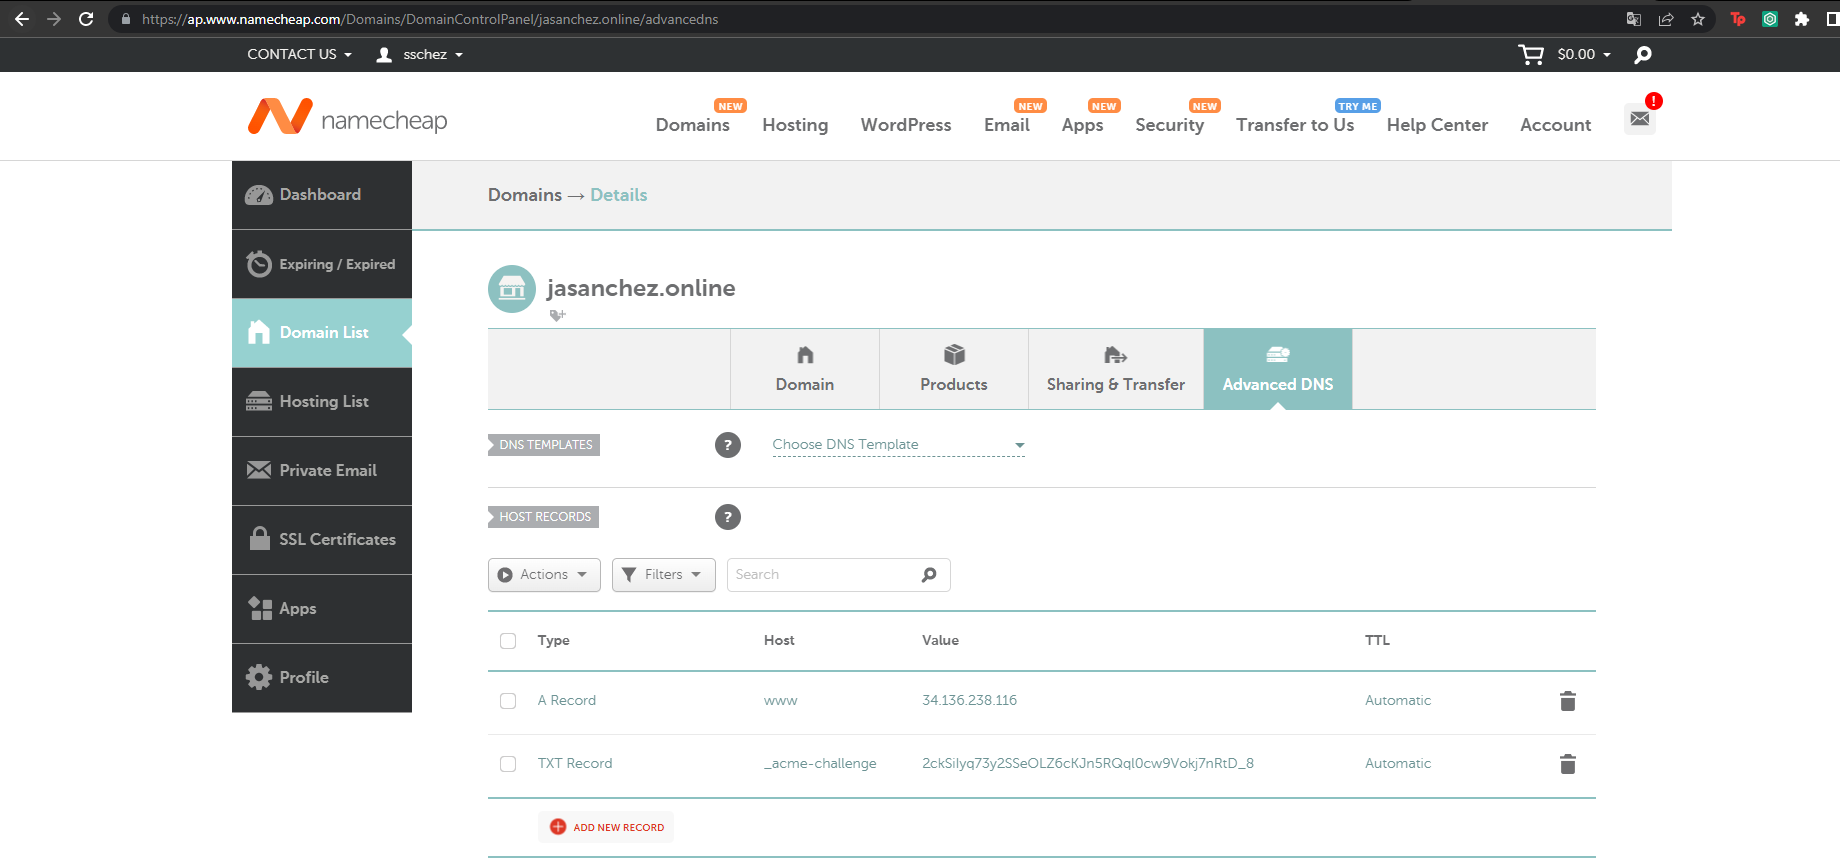 https://ap.www.namecheap.com/Domains/DomainControlPanel/jasanchez.online/advancedns
CONTACT US sschez $0.00
namecheap
NEW NEW NEW NEW TRY ME
Domains Hosting WordPress Email Apps Security Transfer to Us Help Center Account
Dashboard
Expiring / Expired
Domain List
Hosting List
Private Email
SSL Certificates
Apps
Profile
Domains → Details
jasanchez.online
Domain Products Sharing & Transfer Advanced DNS
DNS TEMPLATES ? Choose DNS Template
HOST RECORDS ?
Actions Filters Search
Type Host Value TTL
A Record www 34.136.238.116 Automatic
TXT Record _acme-challenge 2ckSiIyq73y2SSeOLZ6cKJn5RQql0cw9Vokj7nRtD_8 Automatic
ADD NEW RECORD